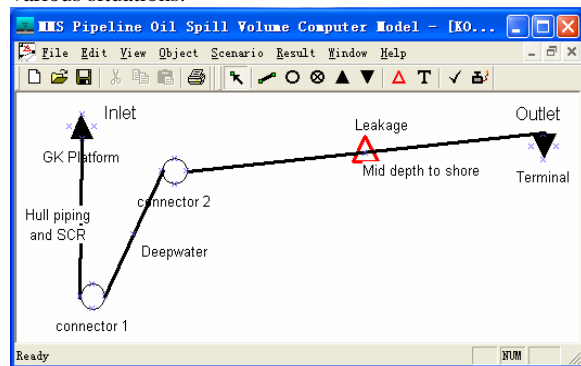 MMS Pipeline Oil Spill Volume Computer Model - [KO...
File Edit View Object Scenario Result Window Help
T
Inlet
Outlet
Leakage
GK Platform
Mid depth to shore
Terminal
connector 2
Hull piping
and SCR
Deepwater
connector 1
Ready
NUM